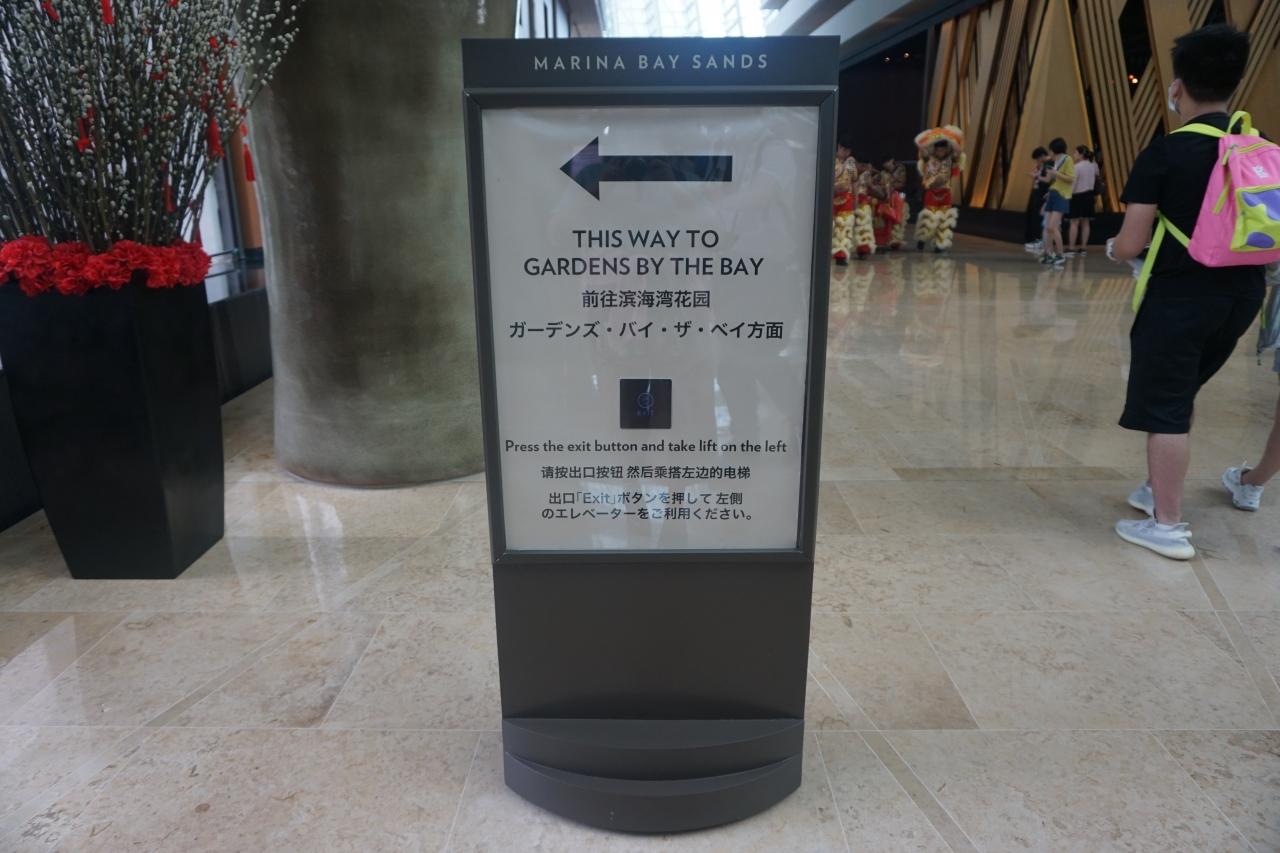 MARINA BAY SANDS
THIS WAY TO
GARDENS BY THE BAY
前往滨海湾花园
ガーデンズ・バイ・ザ・ベイ方面
EXIT
Press the exit button and take lift on the left
请按出口按钮 然后乘搭左边的电梯
出口「Exit」ボタンを押して 左側
のエレベーターをご利用ください。